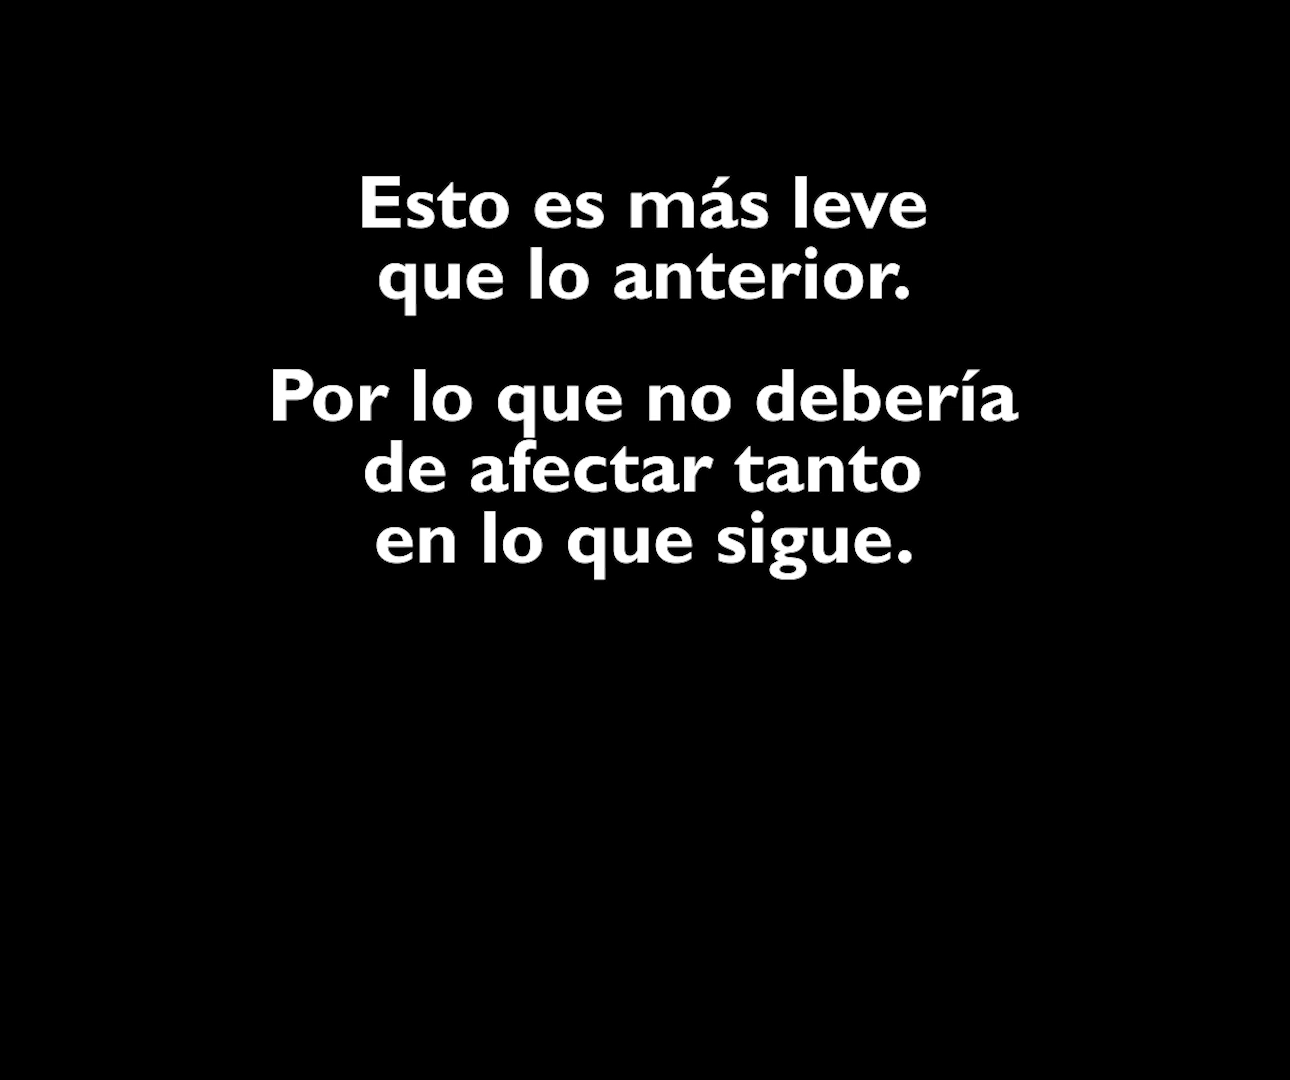 Esto es más leve
que lo anterior.
Por lo que no debería
de afectar tanto
en lo que sigue.